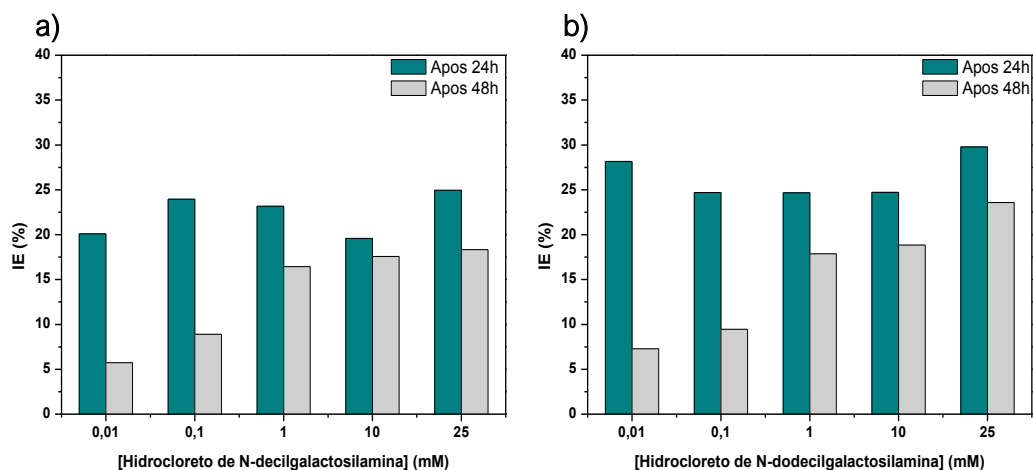 a)
40
35
30
25
20
15
10
5
0
IE (%)
Apos 24h
Apos 48h
0,01 0,1 1 10 25
[Hidrocloreto de N-decilgalactosilamina] (mM)
b)
40
35
30
25
20
15
10
5
0
IE (%)
Apos 24h
Apos 48h
0,01 0,1 1 10 25
[Hidrocloreto de N-dodecilgalactosilamina] (mM)